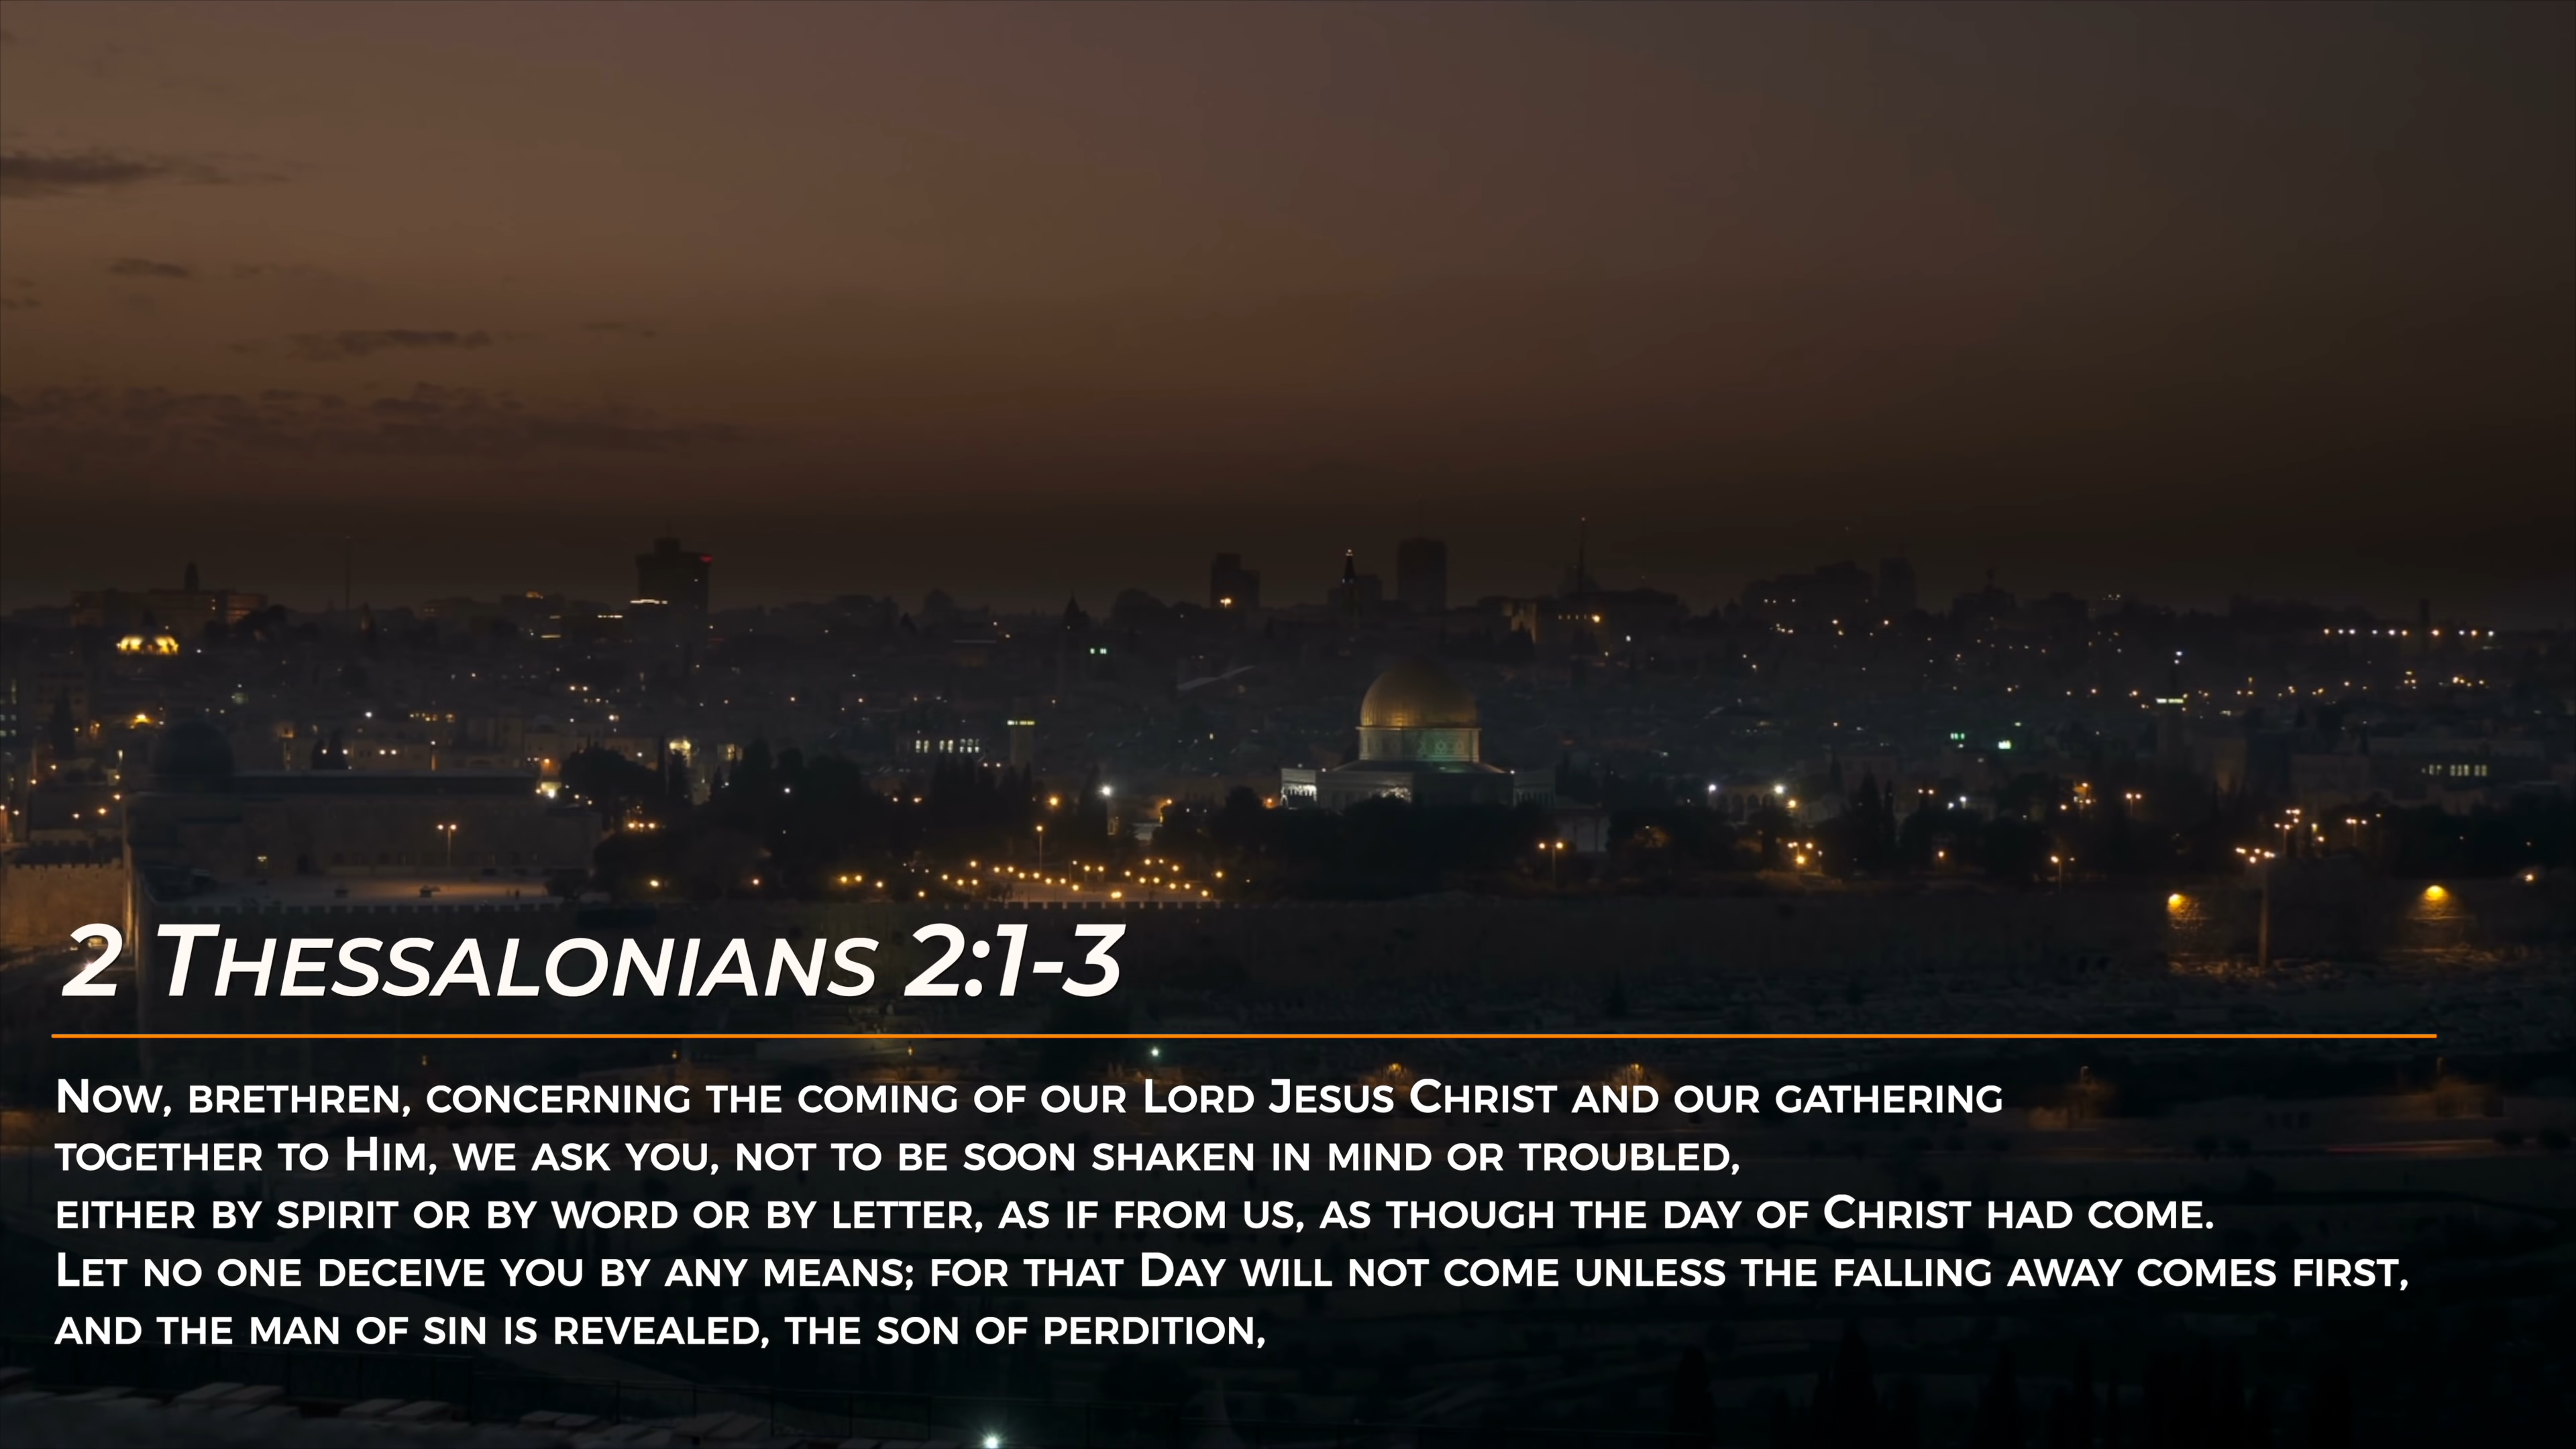 2 Thessalonians 2:1-3
Now, brethren, concerning the coming of our Lord Jesus Christ and our gathering
together to Him, we ask you, not to be soon shaken in mind or troubled,
either by spirit or by word or by letter, as if from us, as though the day of Christ had come.
Let no one deceive you by any means; for that Day will not come unless the falling away comes first,
and the man of sin is revealed, the son of perdition,